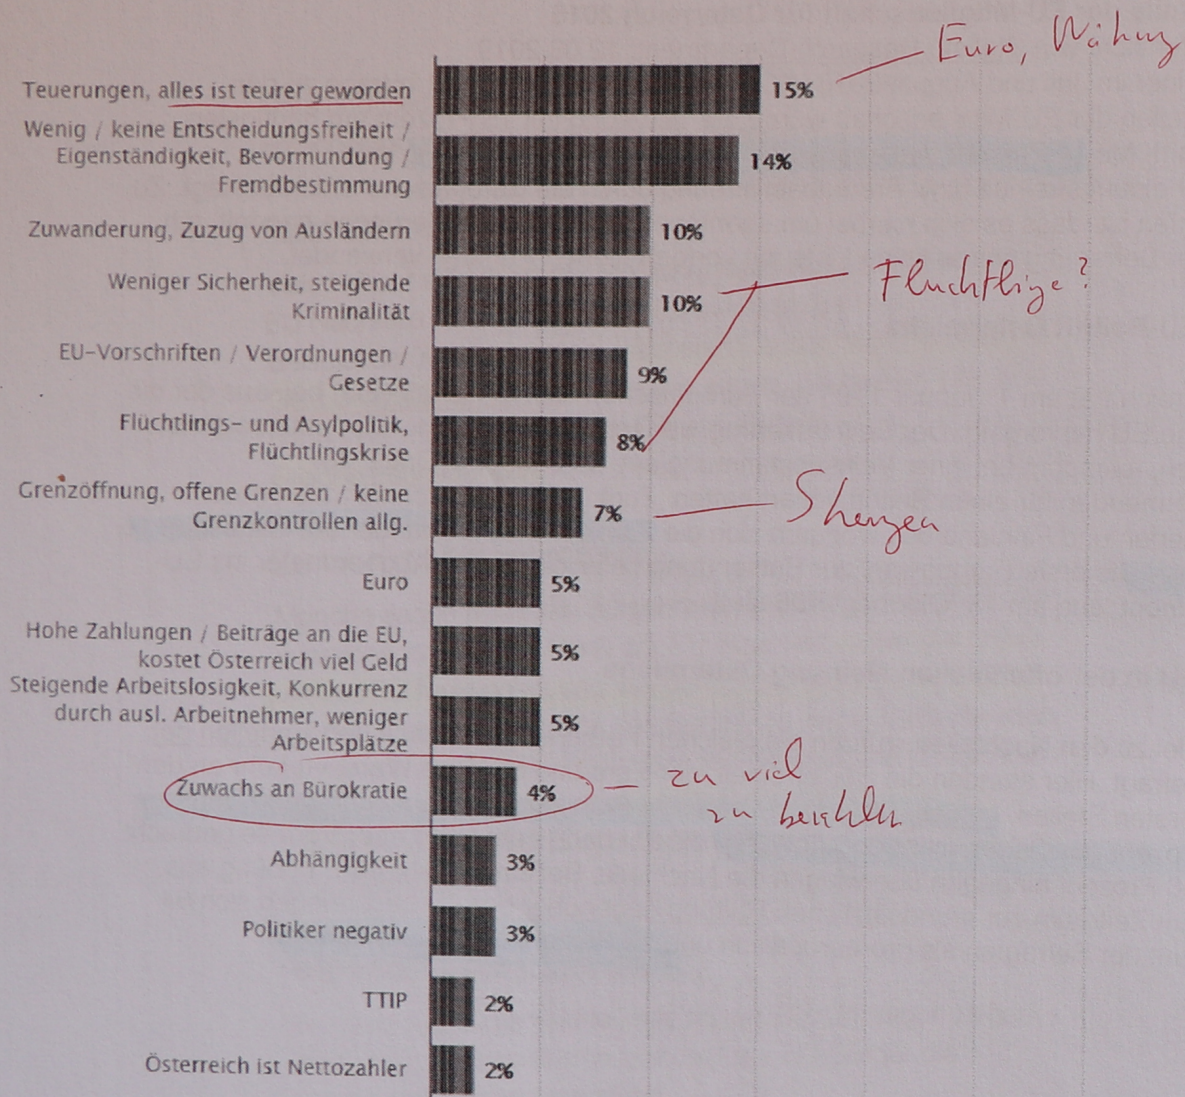 Euro, Währung
Teuerungen, alles ist teurer geworden 15%
Wenig / keine Entscheidungsfreiheit /
Eigenständigkeit, Bevormundung / 14%
Fremdbestimmung
Zuwanderung, Zuzug von Ausländern 10%
Weniger Sicherheit, steigende
Kriminalität 10%
Fluchtlige?
EU-Vorschriften / Verordnungen /
Gesetze 9%
Flüchtlings- und Asylpolitik,
Flüchtlingskrise 8%
Grenzöffnung, offene Grenzen / keine
Grenzkontrollen allg. 7%
Shengen
Euro 5%
Hohe Zahlungen / Beiträge an die EU,
kostet Österreich viel Geld 5%
Steigende Arbeitslosigkeit, Konkurrenz
durch ausl. Arbeitnehmer, weniger 5%
Arbeitsplätze
Zuwachs an Bürokratie 4%
zu viel
zu
Abhängigkeit 3%
Politiker negativ 3%
TTIP 2%
Österreich ist Nettozahler 2%